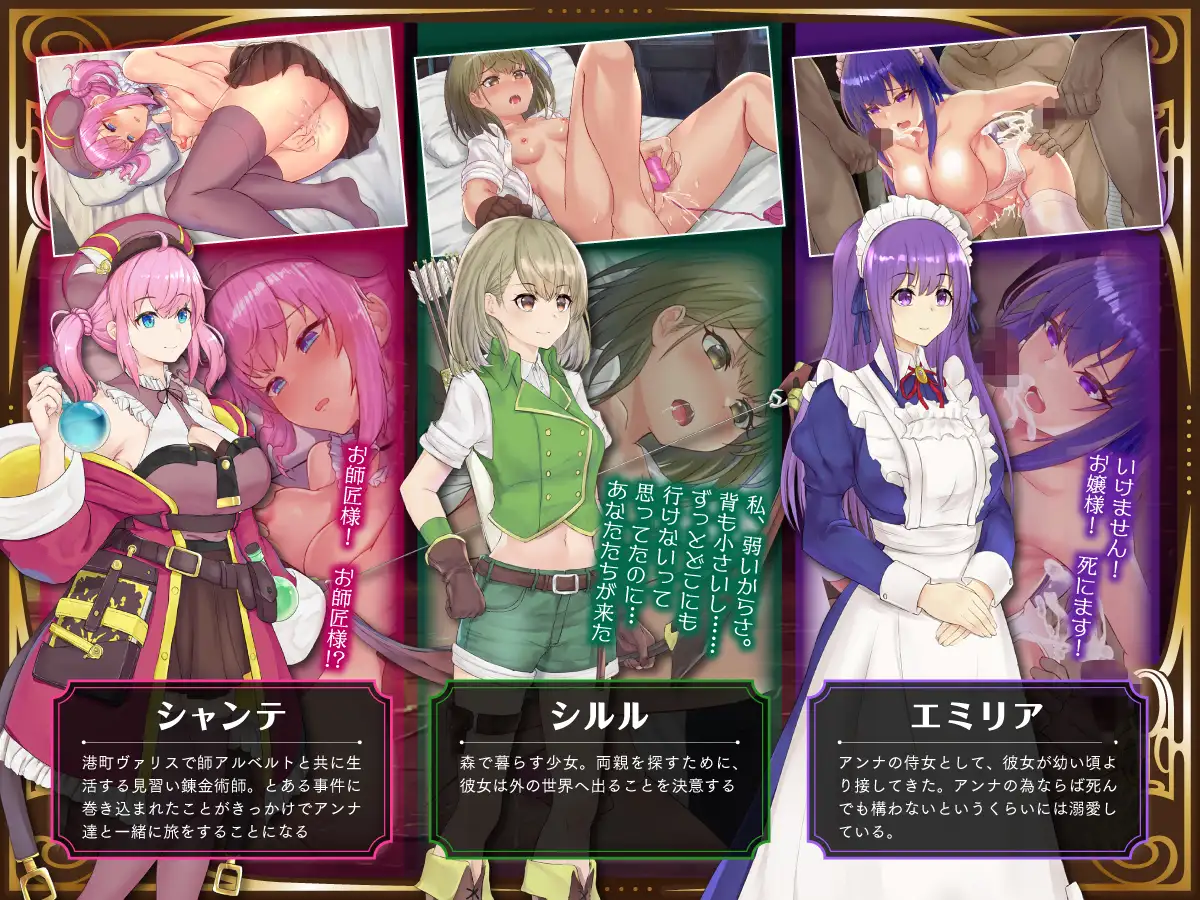 お師匠様！
お師匠様！？
シャンテ
港町ヴァリスで師アルベルトと共に生
活する見習い錬金術師。とある事件に
巻き込まれたことがきっかけでアンナ
達と一緒に旅をすることになる
私、弱いからさ。
背も小さいし……
ずっとどこにも
行けないって
思ってたのに…
あなたたちが来た
シルル
森で暮らす少女。両親を探すために、
彼女は外の世界へ出ることを決意する
いけません！
お嬢様！　死にます！
エミリア
アンナの侍女として、彼女が幼い頃よ
り接してきた。アンナの為ならば死ん
でも構わないというくらいには溺愛し
ている。